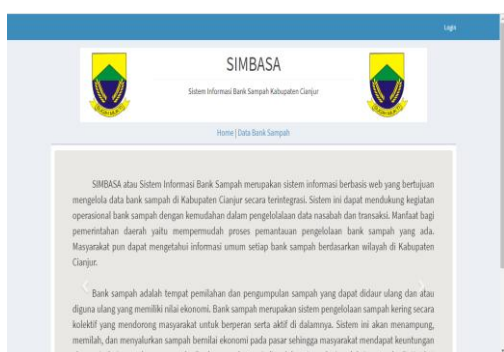 Login
SIMBASA
Sistem Informasi Bank Sampah Kabupaten Cianjur
Home | Data Bank Sampah
SIMBASA atau Sistem Informasi Bank Sampah merupakan sistem informasi berbasis web yang bertujuan
mengelola data bank sampah di Kabupaten Cianjur secara terintegrasi. Sistem ini dapat mendukung kegiatan
operasional bank sampah dengan kemudahan dalam pengelolalaan data nasabah dan transaksi. Manfaat bagi
pemerintahan daerah yaitu mempermudah proses pemantauan pengelolaan bank sampah yang ada.
Masyarakat pun dapat mengetahui informasi umum setiap bank sampah berdasarkan wilayah di Kabupaten
Cianjur.
Bank sampah adalah tempat pemilahan dan pengumpulan sampah yang dapat didaur ulang dan atau
diguna ulang yang memiliki nilai ekonomi. Bank sampah merupakan sistem pengelolaan sampah kering secara
kolektif yang mendorong masyarakat untuk berperan serta aktif di dalamnya. Sistem ini akan menampung,
memilah, dan menyalurkan sampah bernilai ekonomi pada pasar sehingga masyarakat mendapat keuntungan